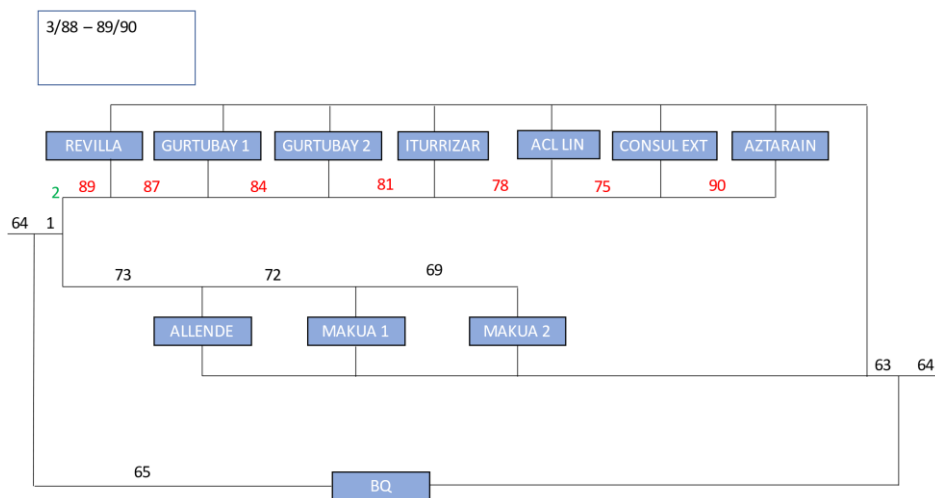 3/88 – 89/90
REVILLA GURTUBAY 1 GURTUBAY 2 ITURRIZAR ACL LIN CONSUL EXT AZTARAIN
2 89 87 84 81 78 75 90
64 1
73 72 69
ALLENDE MAKUA 1 MAKUA 2
63 64
65
BQ